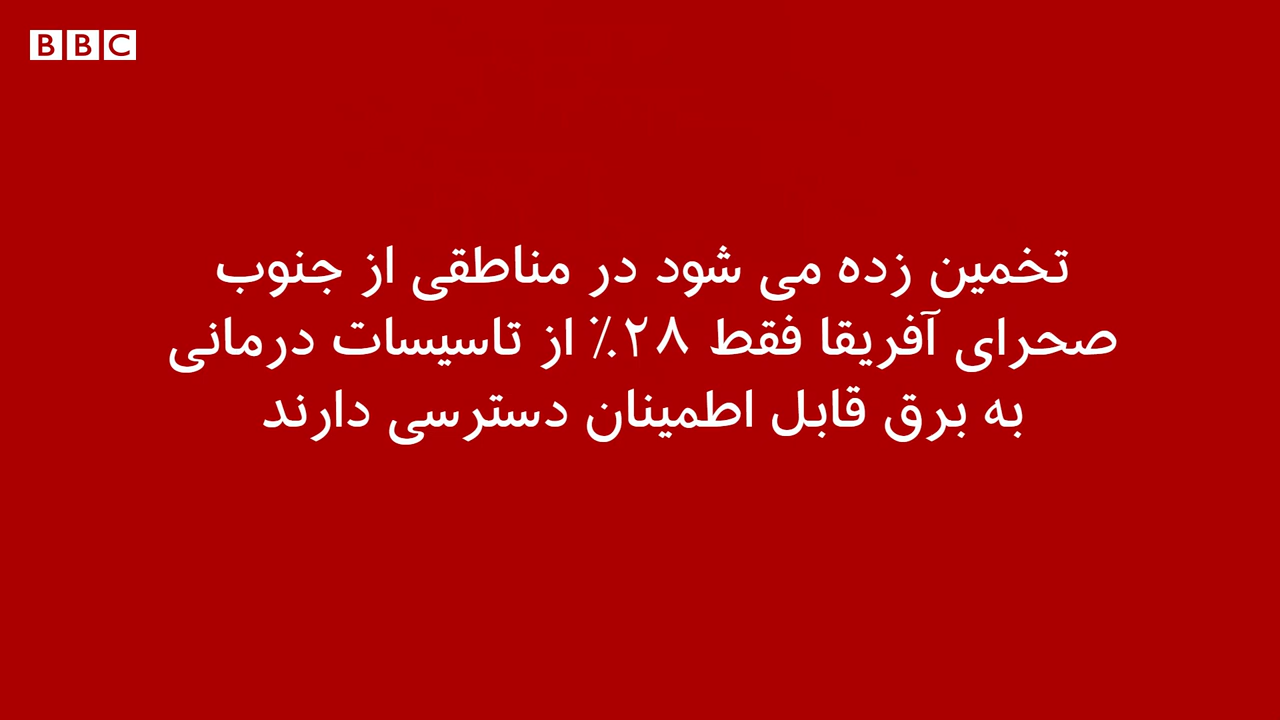 BBC
تخمین زده می شود در مناطقی از جنوب
صحرای آفریقا فقط ۲۸٪ از تاسیسات درمانی
به برق قابل اطمینان دسترسی دارند